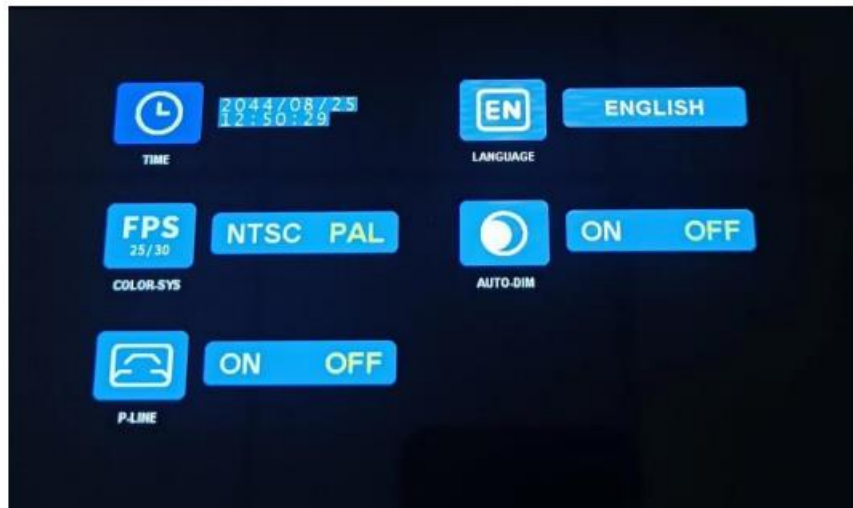 2044/08/25
12:50:29
TIME
EN
ENGLISH
LANGUAGE
FPS
25/30
NTSC PAL
COLOR-SYS
ON OFF
AUTO-DIM
ON OFF
P-LINE